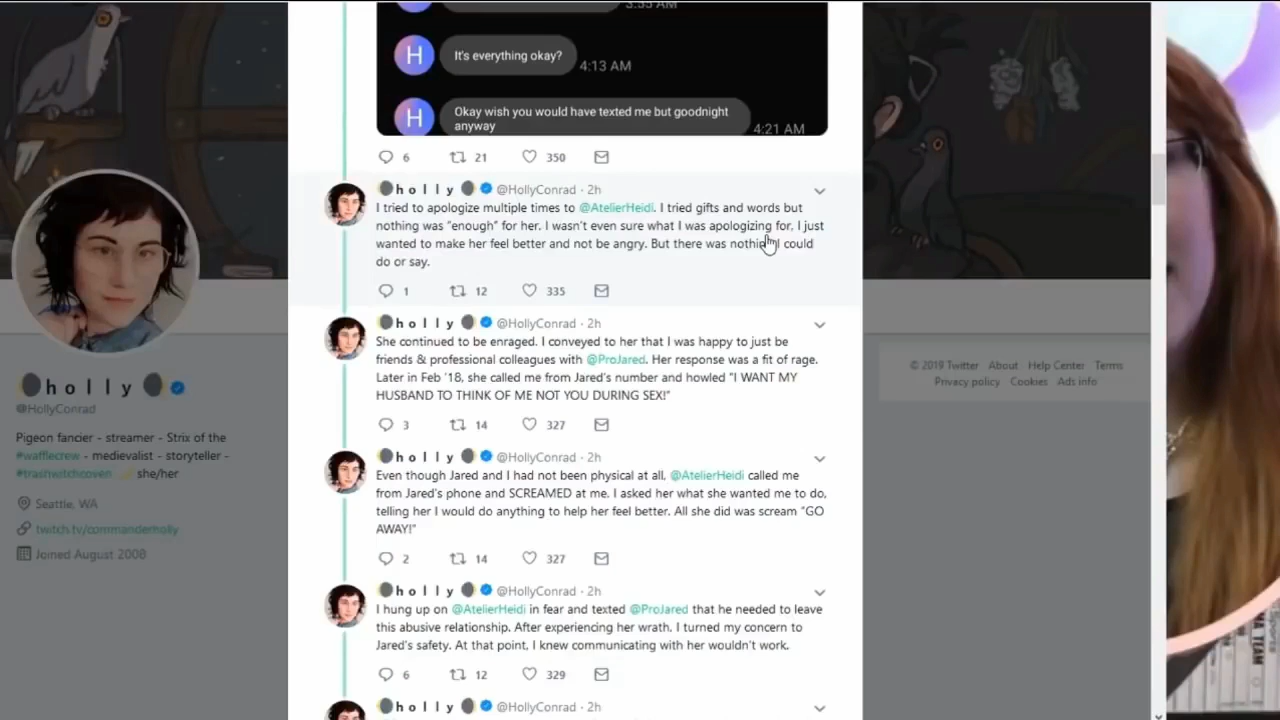 3:55 AM
H
It's everything okay?
4:13 AM
H
Okay wish you would have texted me but goodnight
anyway
4:21 AM
6 21 350
holly @HollyConrad · 2h
I tried to apologize multiple times to @AtelierHeidi. I tried gifts and words but
nothing was "enough" for her. I wasn't even sure what I was apologizing for, I just
wanted to make her feel better and not be angry. But there was nothing I could
do or say.
1 12 335
holly @HollyConrad · 2h
She continued to be enraged. I conveyed to her that I was happy to just be
friends & professional colleagues with @ProJared. Her response was a fit of rage.
Later in Feb '18, she called me from Jared's number and howled "I WANT MY
HUSBAND TO THINK OF ME NOT YOU DURING SEX!"
3 14 327
holly @HollyConrad · 2h
Even though Jared and I had not been physical at all, @AtelierHeidi called me
from Jared's phone and SCREAMED at me. I asked her what she wanted me to do,
telling her I would do anything to help her feel better. All she did was scream "GO
AWAY!"
2 14 327
holly @HollyConrad · 2h
I hung up on @AtelierHeidi in fear and texted @ProJared that he needed to leave
this abusive relationship. After experiencing her wrath, I turned my concern to
Jared's safety. At that point, I knew communicating with her wouldn't work.
6 12 329
holly @HollyConrad · 2h
holly
@HollyConrad
Pigeon fancier - streamer - Strix of the
#wafflecrew - medievalist - storyteller -
#trashwitchcoven she/her
Seattle, WA
twitch.tv/commanderholly
Joined August 2008
© 2019 Twitter About Help Center Terms
Privacy policy Cookies Ads info